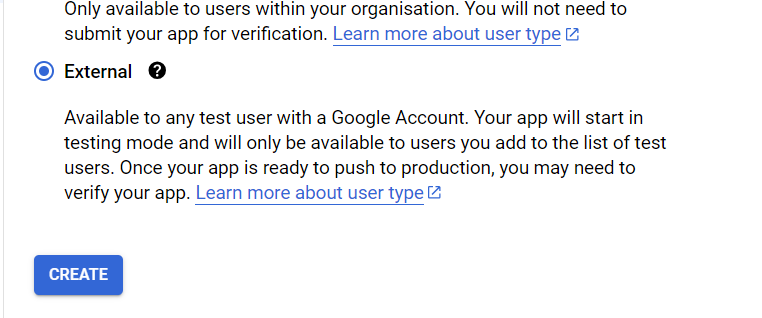 Only available to users within your organisation. You will not need to
submit your app for verification. Learn more about user type
External
Available to any test user with a Google Account. Your app will start in
testing mode and will only be available to users you add to the list of test
users. Once your app is ready to push to production, you may need to
verify your app. Learn more about user type
CREATE